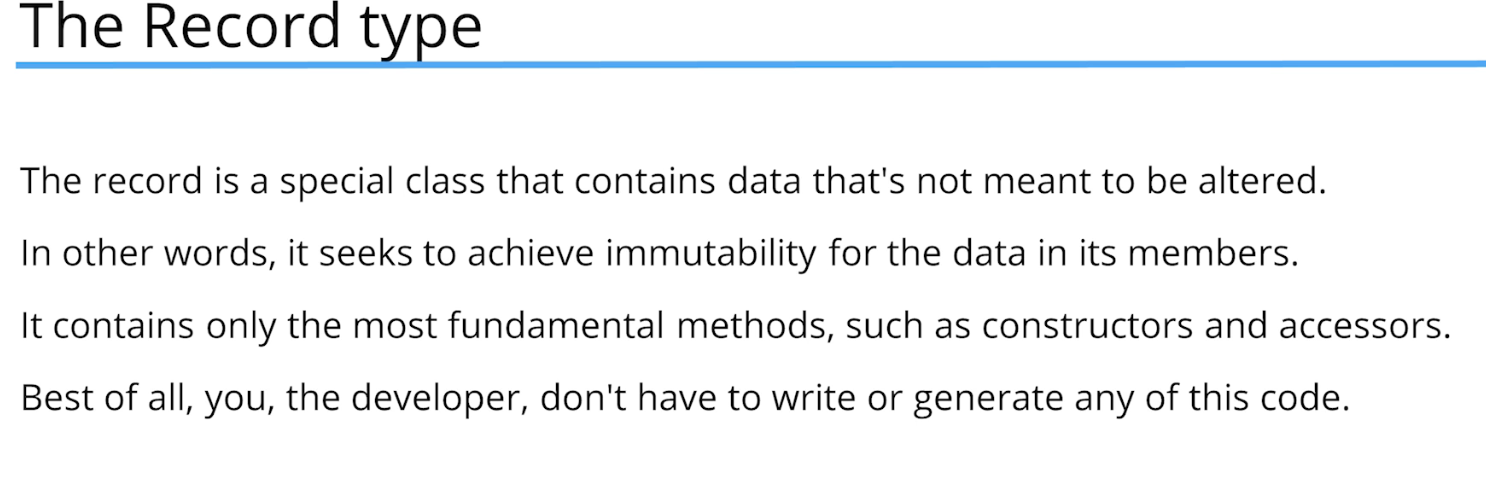 The Record type
The record is a special class that contains data that's not meant to be altered.
In other words, it seeks to achieve immutability for the data in its members.
It contains only the most fundamental methods, such as constructors and accessors.
Best of all, you, the developer, don't have to write or generate any of this code.